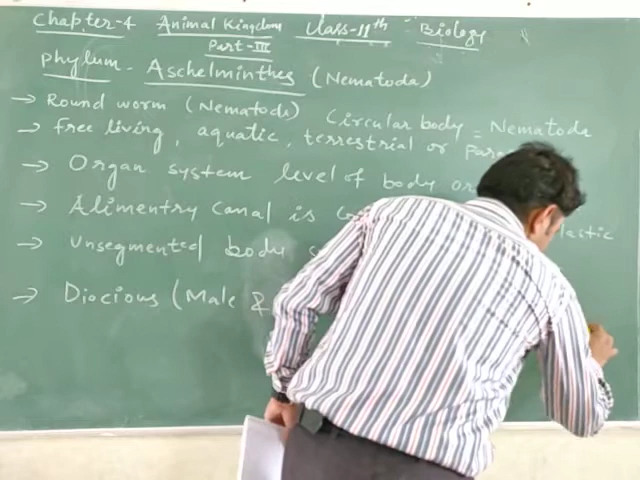 Chapter-4 Animal Kingdom Class-11th Biology
Part-III
Phylum- Aschelminthes (Nematoda)
→ Round worm (Nematoda) Circular body = Nematoda
→ Free living, aquatic, terrestrial or
→ Organ system level of body
→ Alimentry Canal is
→ Unsegmented body
→ Diocious (Male &